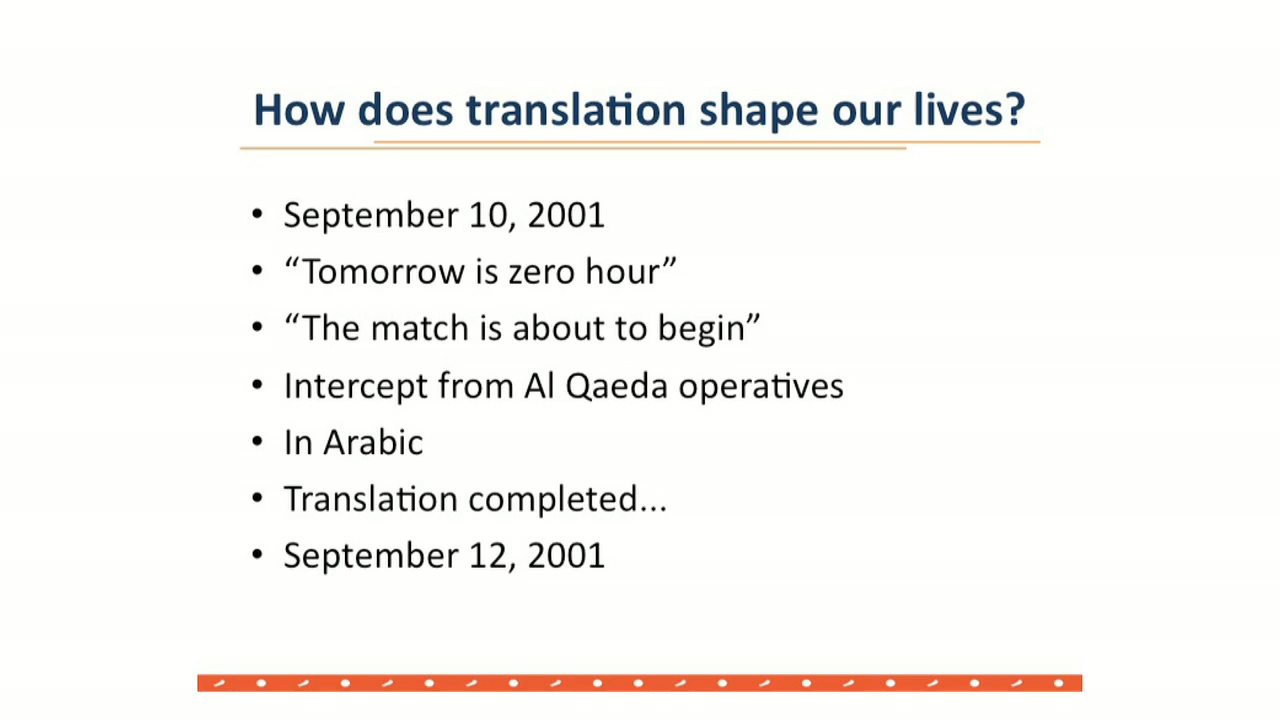 How does translation shape our lives?
• September 10, 2001
• “Tomorrow is zero hour”
• “The match is about to begin”
• Intercept from Al Qaeda operatives
• In Arabic
• Translation completed...
• September 12, 2001